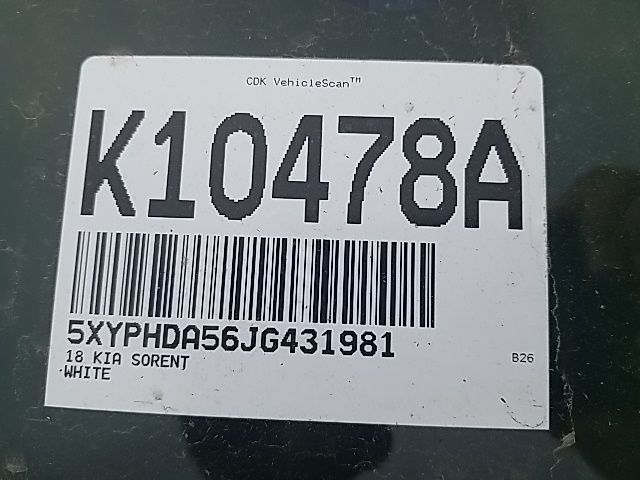 CDK VehicleScan™
K10478A
5XYPHDA56JG431981
18 KIA SORENT
WHITE
B26